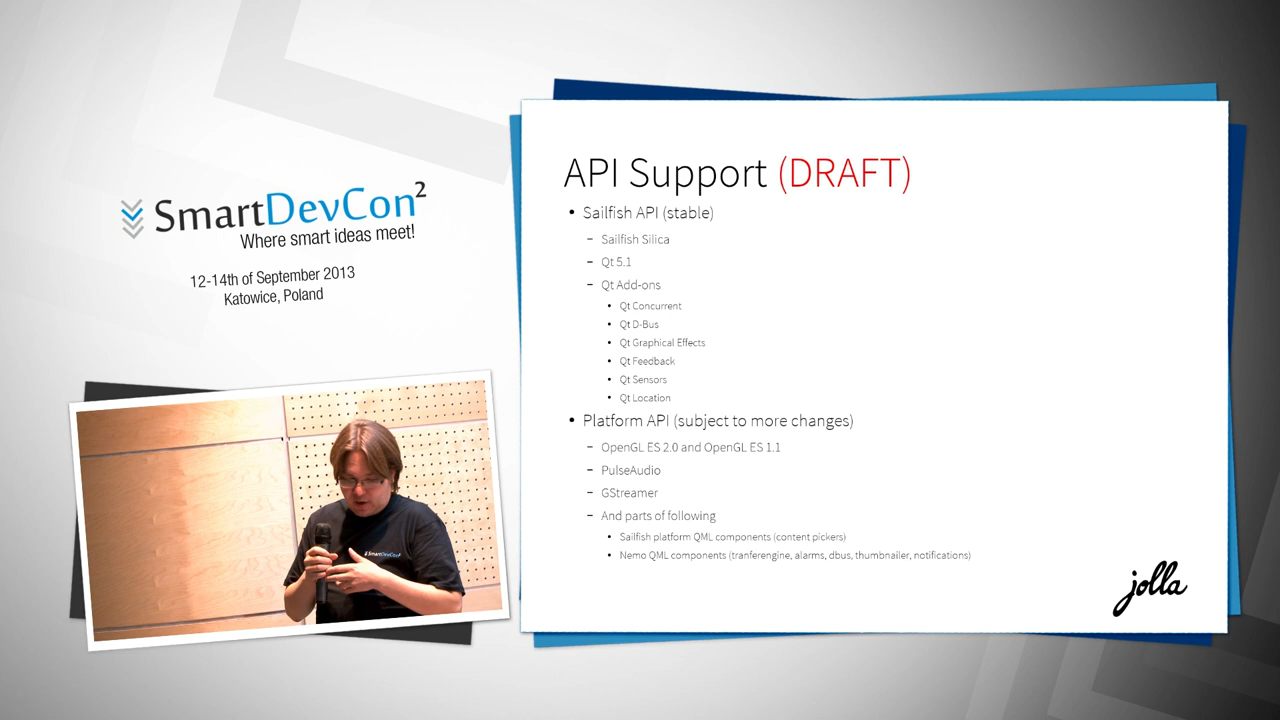 SmartDevCon²
Where smart ideas meet!
12-14th of September 2013
Katowice, Poland
SmartDevCon²
API Support (DRAFT)
• Sailfish API (stable)
– Sailfish Silica
– Qt 5.1
– Qt Add-ons
• Qt Concurrent
• Qt D-Bus
• Qt Graphical Effects
• Qt Feedback
• Qt Sensors
• Qt Location
• Platform API (subject to more changes)
– OpenGL ES 2.0 and OpenGL ES 1.1
– PulseAudio
– GStreamer
– And parts of following
• Sailfish platform QML components (content pickers)
• Nemo QML components (tranferengine, alarms, dbus, thumbnailer, notifications)
jolla